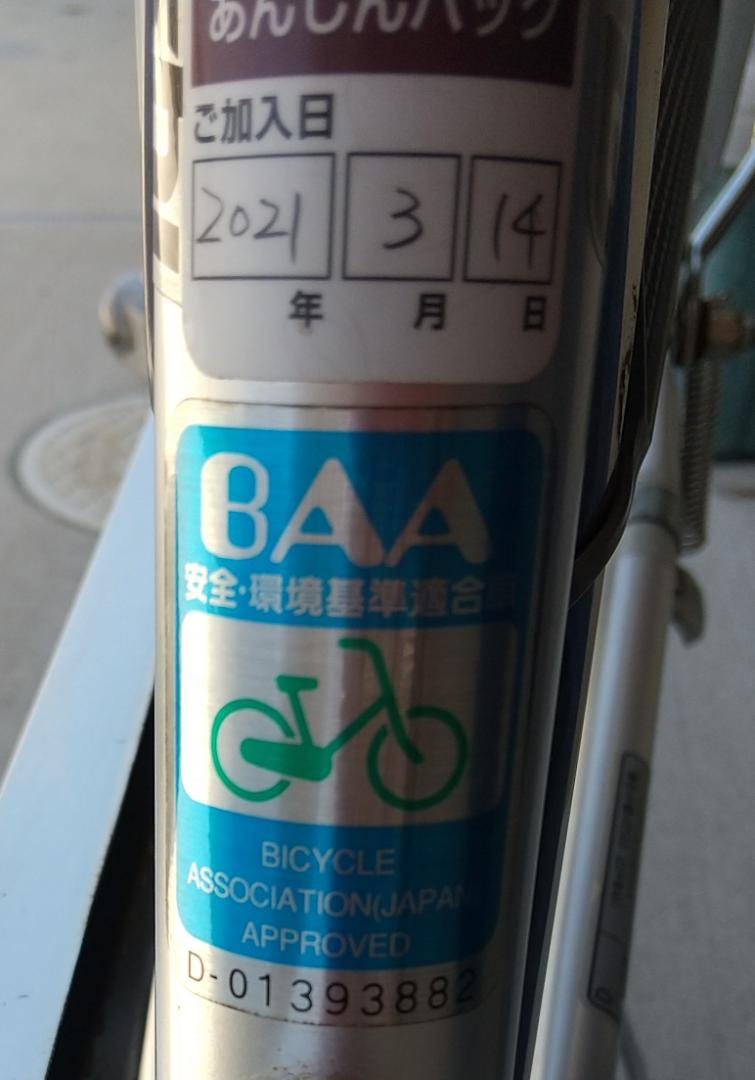 あんしんパック
ご加入日
2021 3 14
年 月 日
BAA
安全・環境基準適合車
BICYCLE
ASSOCIATION(JAPAN)
APPROVED
D-01393882